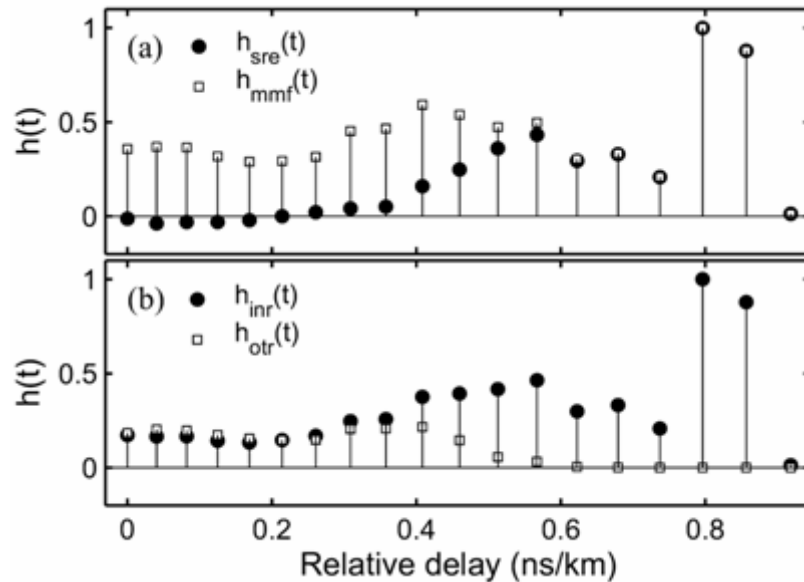 (a)
h_sre(t)
h_mmf(t)
h(t)
1
0.5
0
(b)
h_inr(t)
h_otr(t)
h(t)
1
0.5
0
0 0.2 0.4 0.6 0.8
Relative delay (ns/km)